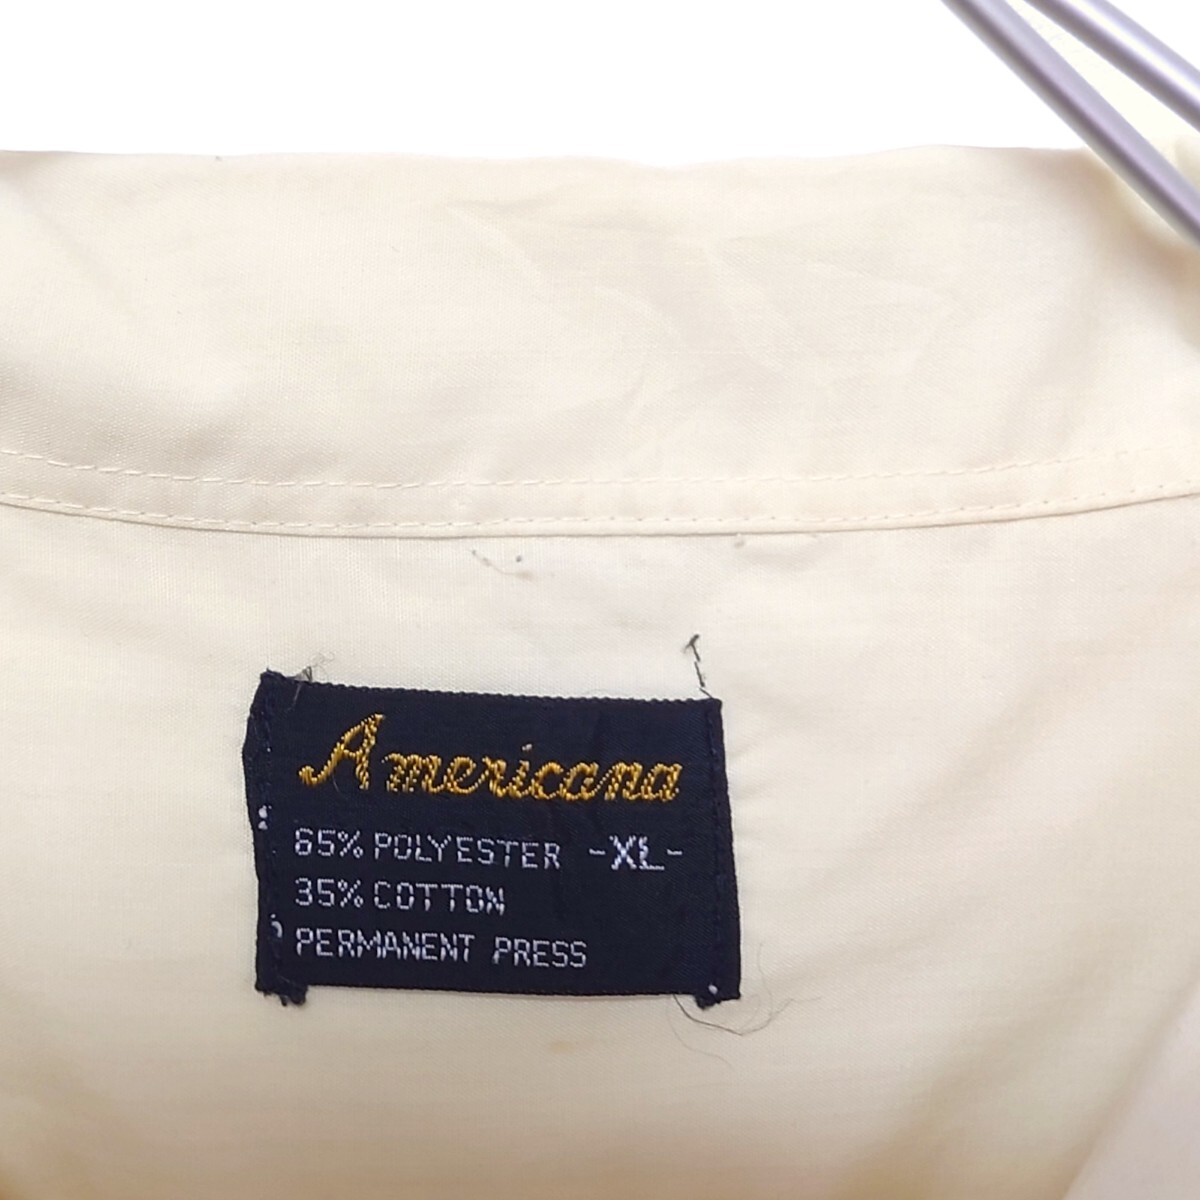 Americana
65% POLYESTER -XL-
35% COTTON
PERMANENT PRESS